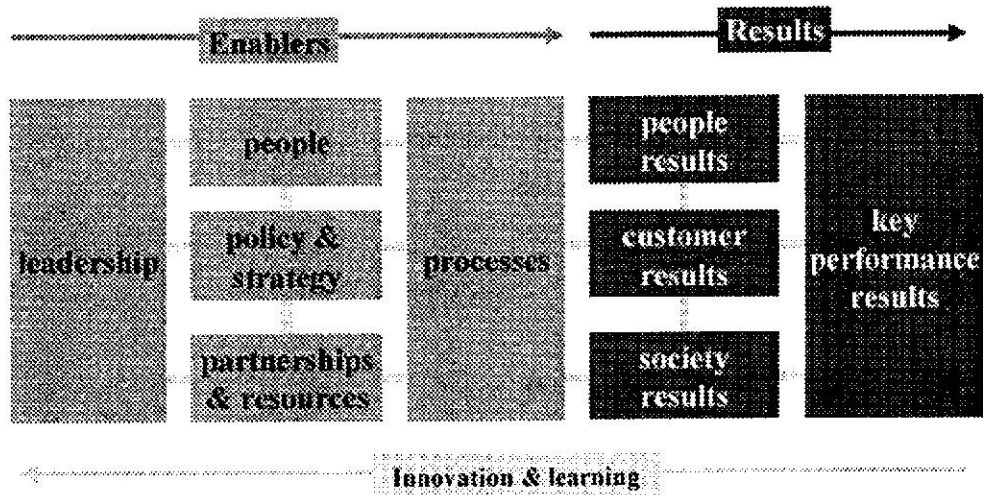 Enablers
Results
leadership
people
policy &
strategy
partnerships
& resources
processes
people
results
customer
results
society
results
key
performance
results
Innovation & learning